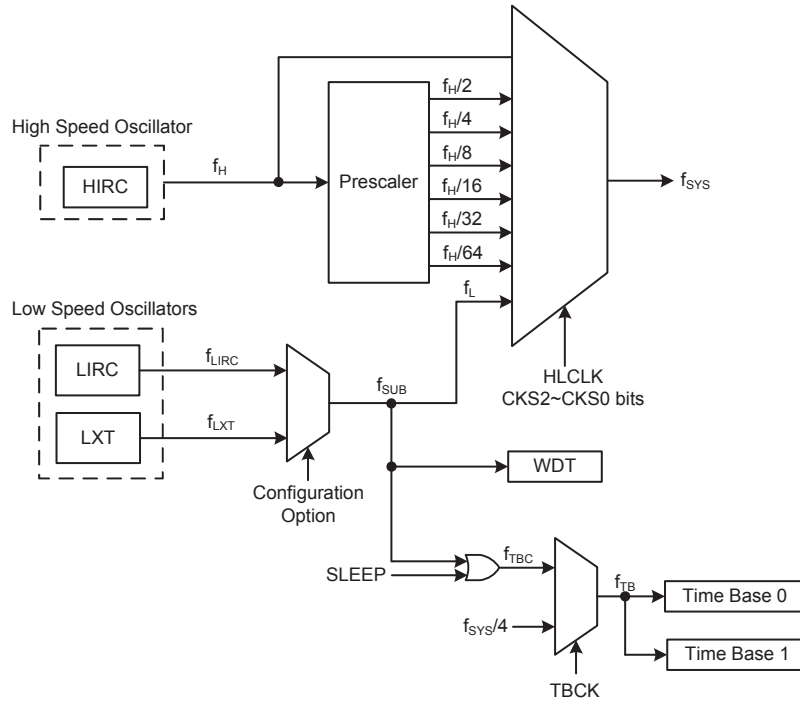 High Speed Oscillator
HIRC
fH
Prescaler
fH/2
fH/4
fH/8
fH/16
fH/32
fH/64
fL
fSYS
HLCLK
CKS2~CKS0 bits
Low Speed Oscillators
LIRC
fLIRC
LXT
fLXT
fSUB
Configuration
Option
WDT
SLEEP
fTBC
fSYS/4
TBCK
fTB
Time Base 0
Time Base 1